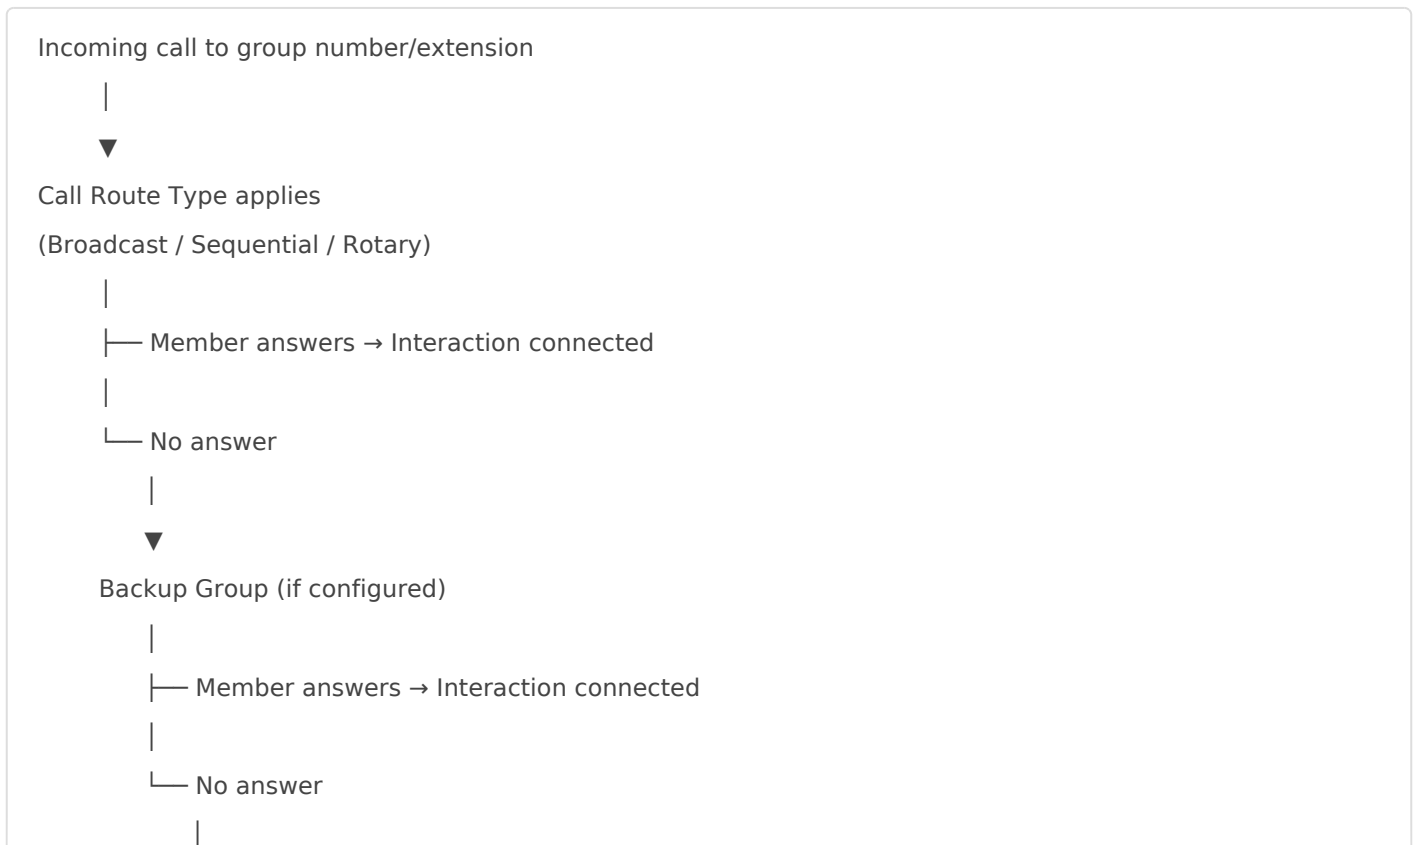 Incoming call to group number/extension
│
▼
Call Route Type applies
(Broadcast / Sequential / Rotary)
│
├── Member answers → Interaction connected
│
└── No answer
│
▼
Backup Group (if configured)
│
├── Member answers → Interaction connected
│
└── No answer
│